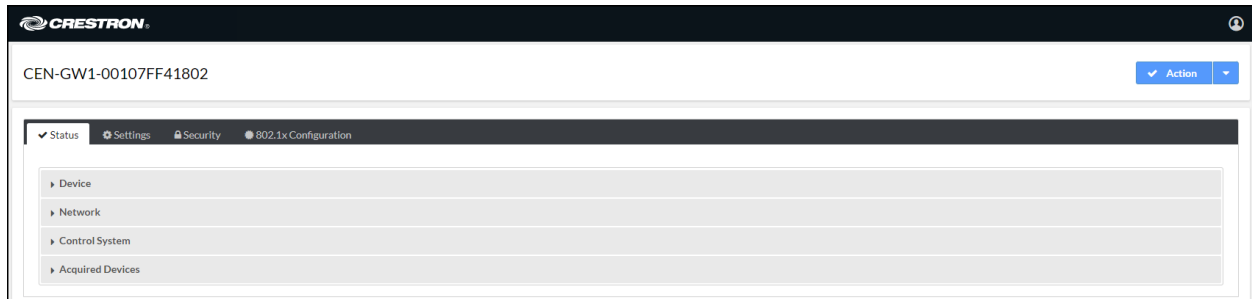 CRESTRON®
CEN-GW1-00107FF41802
Action
Status Settings Security 802.1x Configuration
Device
Network
Control System
Acquired Devices